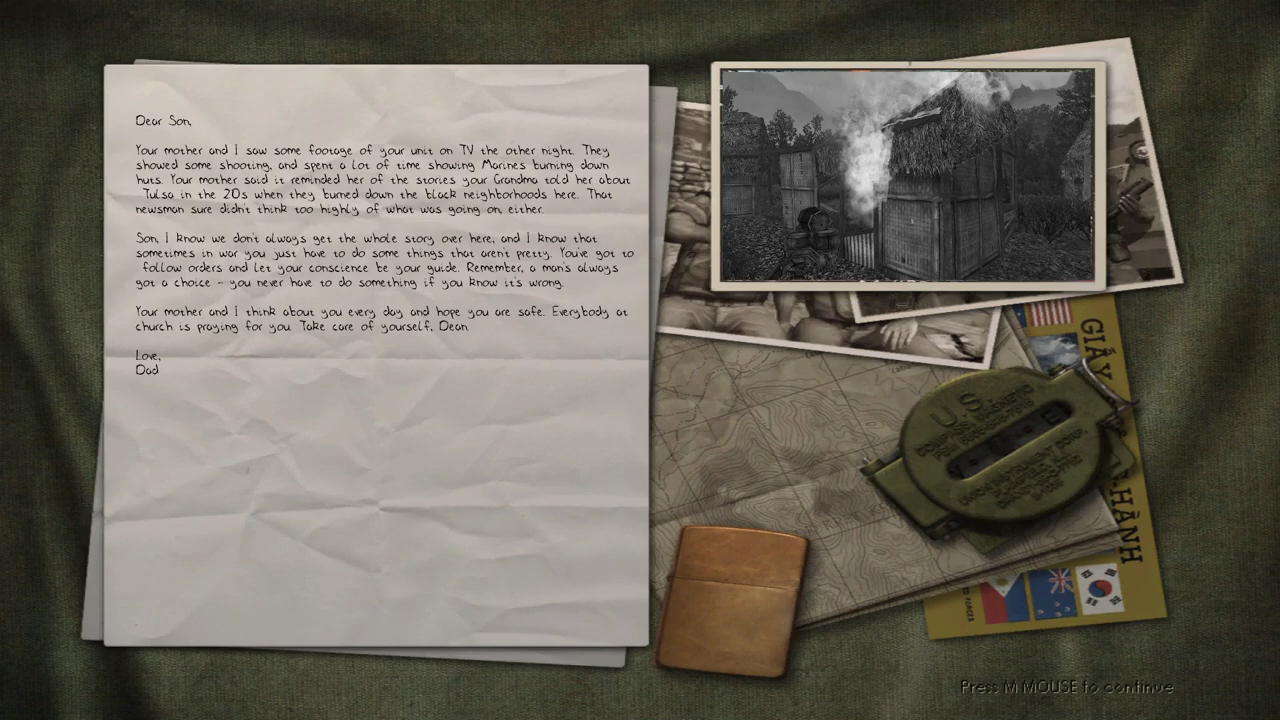 Dear Son,
Your mother and I saw some footage of your unit on TV the other night. They
showed some shooting, and spent a lot of time showing Marines burning down
huts. Your mother said it reminded her of the stories your Grandma told her about
Tulsa in the 20s when they burned down the black neighborhoods here. That
newsman sure didn't think too highly of what was going on, either.
Son, I know we don't always get the whole story over here, and I know that
sometimes in war you just have to do some things that aren't pretty. You've got to
follow orders and let your conscience be your guide. Remember, a man's always
got a choice - you never have to do something if you know it's wrong.
Your mother and I think about you every day and hope you are safe. Everybody at
church is praying for you. Take care of yourself, Dean.
Love,
Dad
GIẤY
HÀNH
U S
COMPASS, MAGNETIC
Press M MOUSE to continue